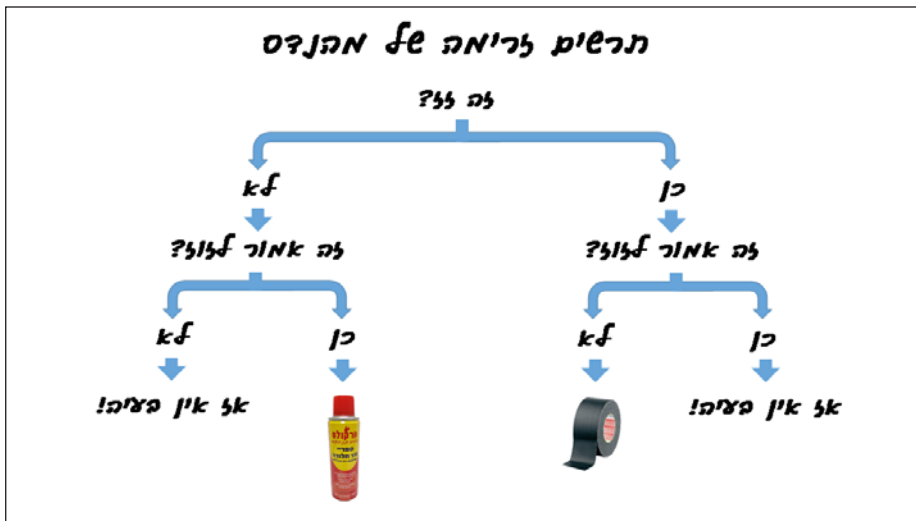 תרשים זרימה של מהנדס
זה זז?
כן
לא
זה אמור לזוז?
זה אמור לזוז?
כן
לא
כן
לא
אז אין בעיה!
אז אין בעיה!
ספריי